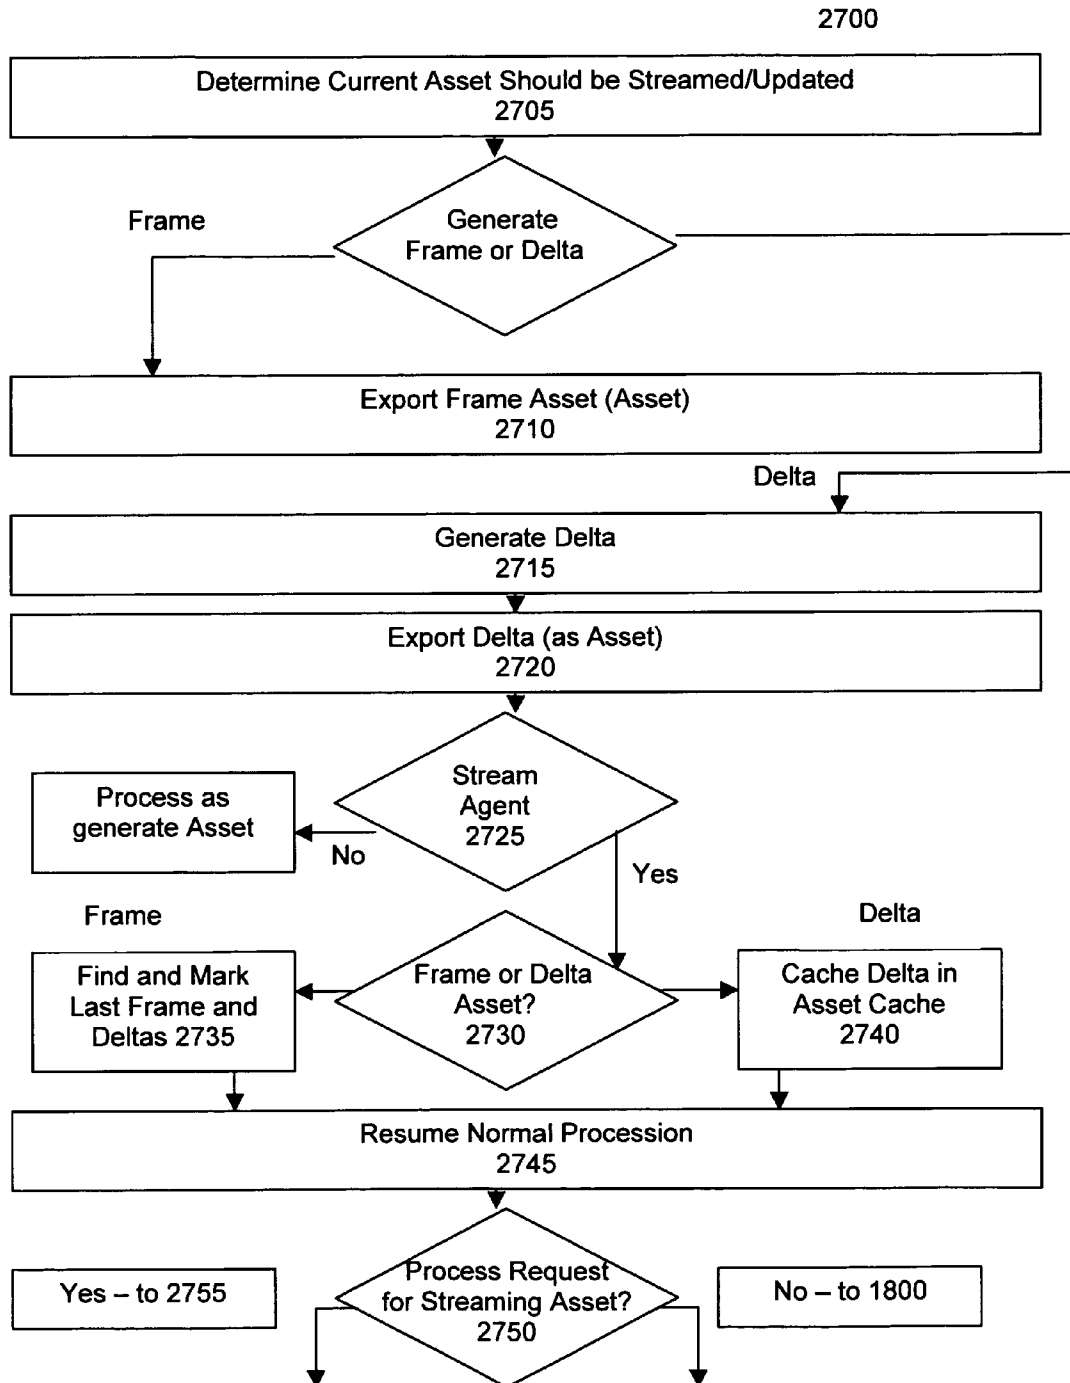 2700
Determine Current Asset Should be Streamed/Updated
2705
Frame
Generate
Frame or Delta
Export Frame Asset (Asset)
2710
Delta
Generate Delta
2715
Export Delta (as Asset)
2720
Stream
Agent
2725
Process as
generate Asset
No
Yes
Frame
Delta
Find and Mark
Last Frame and
Deltas 2735
Frame or Delta
Asset?
2730
Cache Delta in
Asset Cache
2740
Resume Normal Procession
2745
Yes – to 2755
Process Request
for Streaming Asset?
2750
No – to 1800